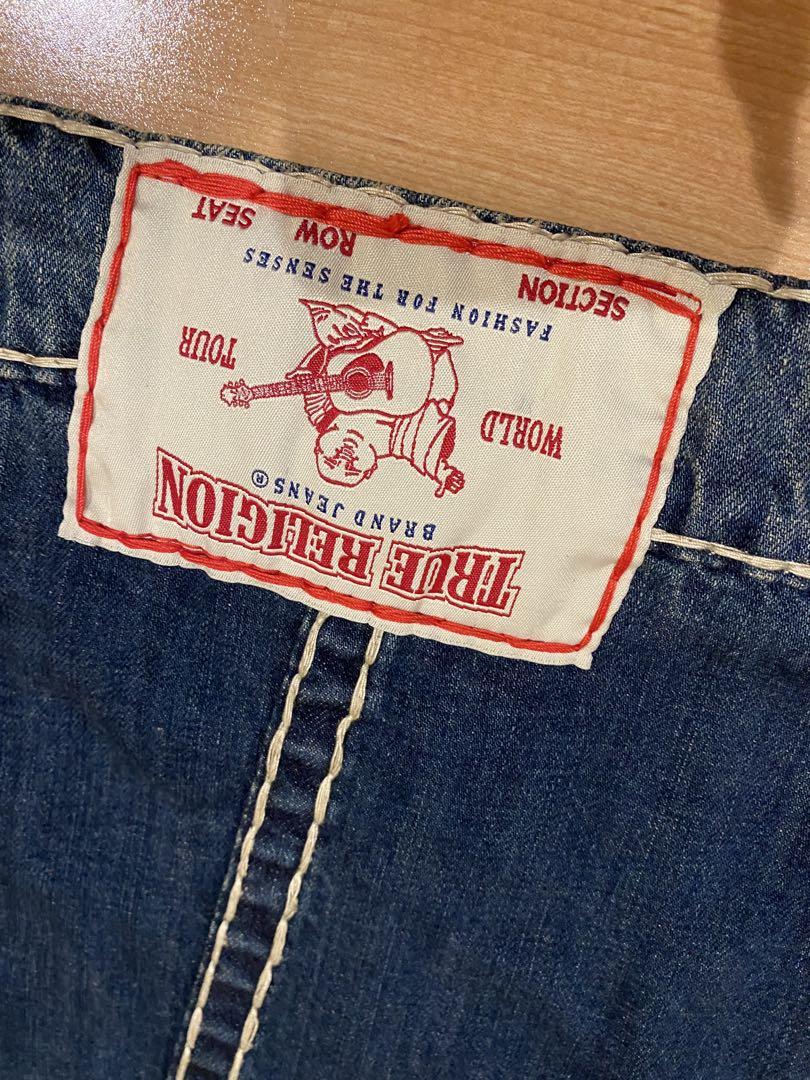 TRUE RELIGION
BRAND JEANS®
WORLD TOUR
FASHION FOR THE SENSES
SECTION ROW SEAT